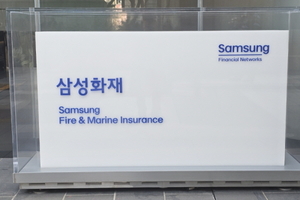 Samsung
Financial Networks
삼성화재
Samsung
Fire & Marine Insurance